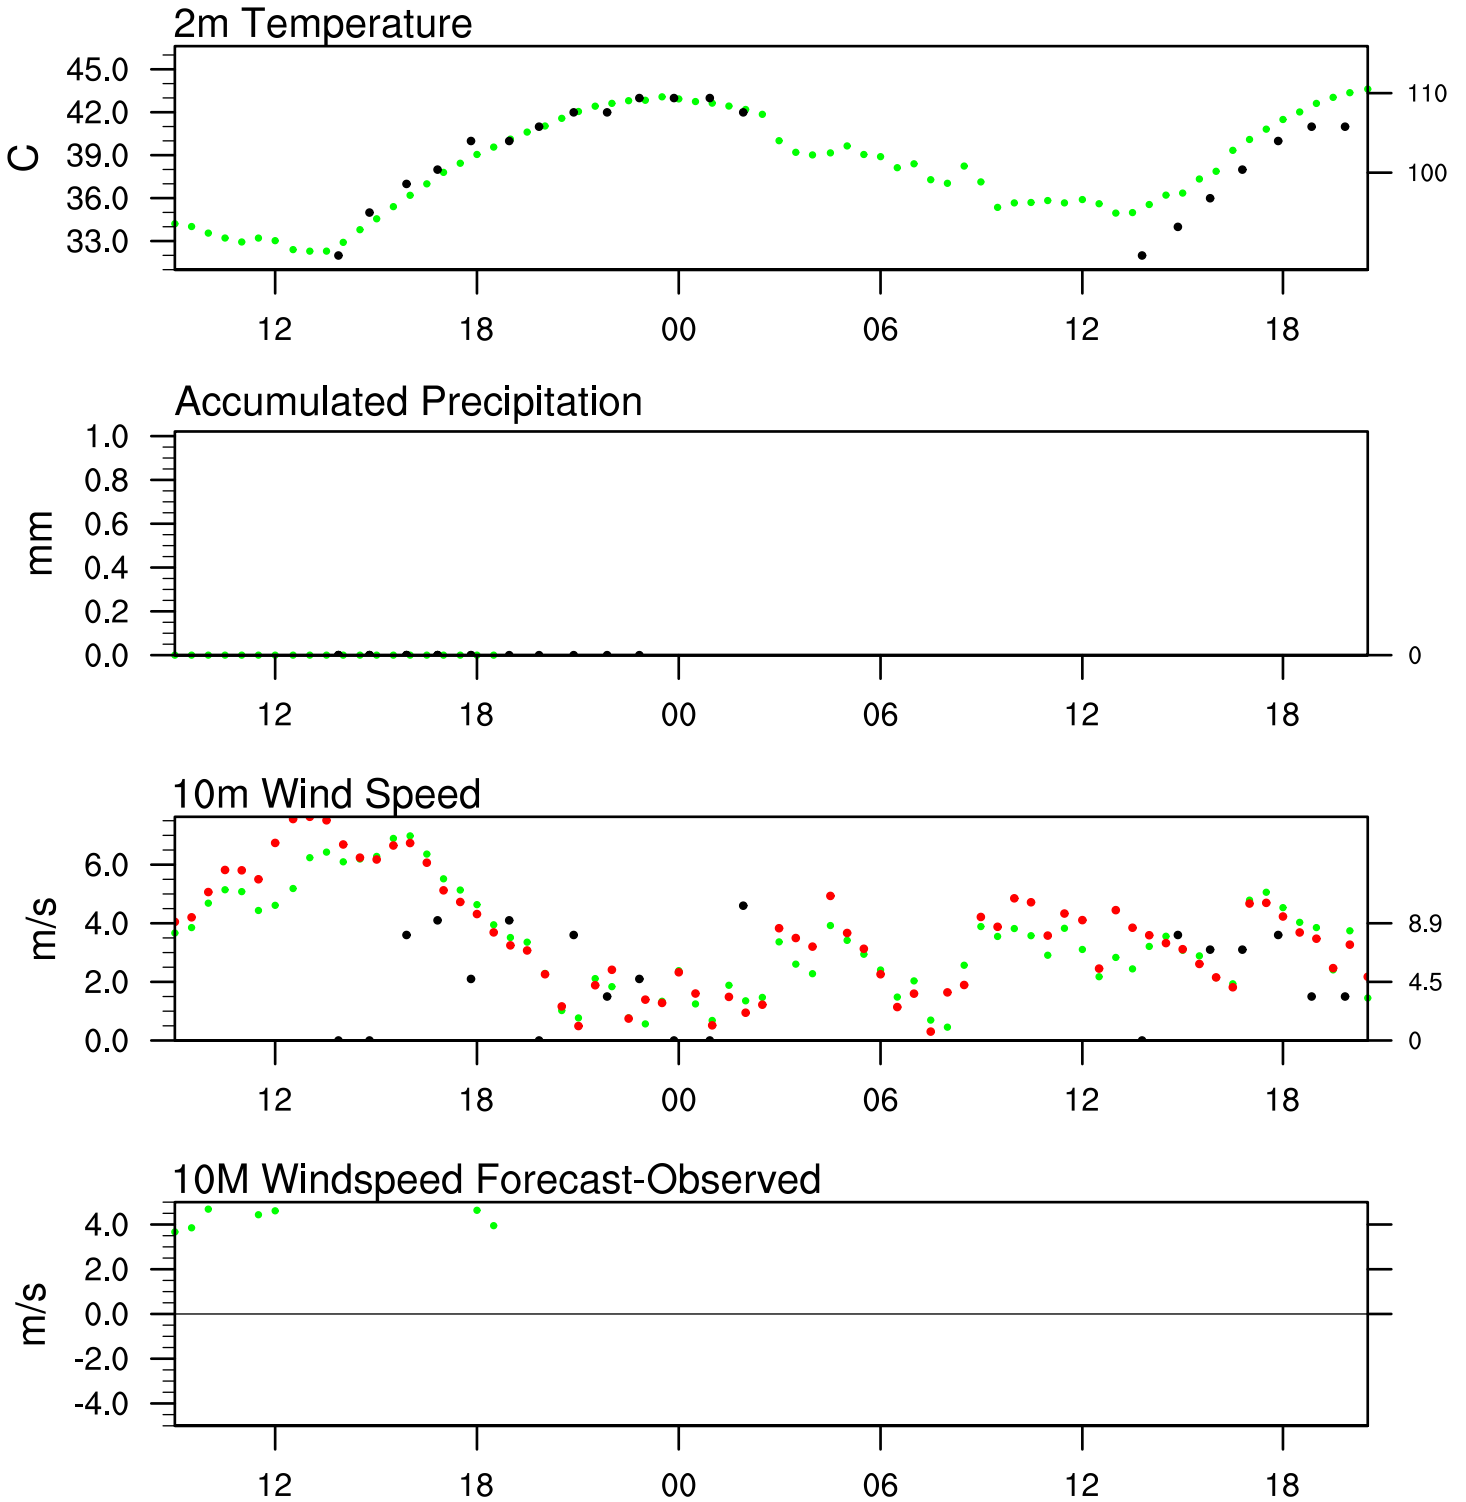 2m Temperature
45.0
42.0
39.0
36.0
33.0
C
110
100
12 18 00 06 12 18
Accumulated Precipitation
1.0
0.8
0.6
0.4
0.2
0.0
mm
0
12 18 00 06 12 18
10m Wind Speed
6.0
4.0
2.0
0.0
m/s
8.9
4.5
0
12 18 00 06 12 18
10M Windspeed Forecast-Observed
4.0
2.0
0.0
-2.0
-4.0
m/s
12 18 00 06 12 18